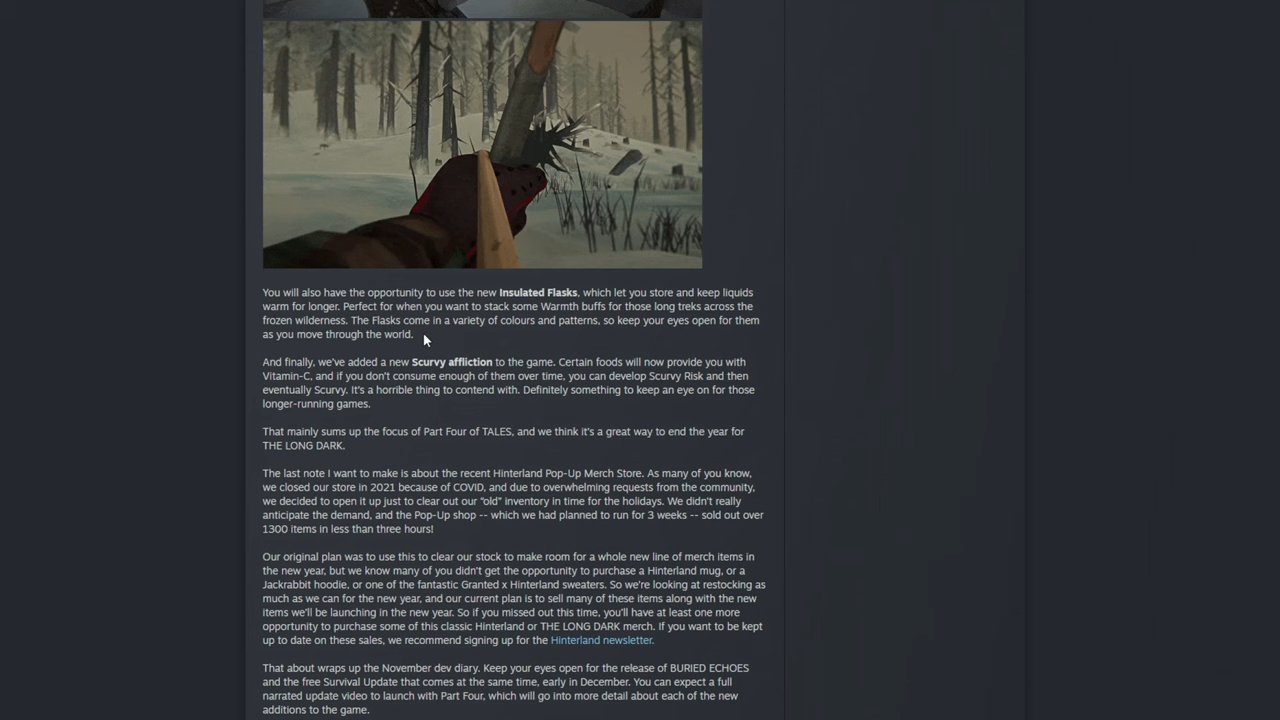 You will also have the opportunity to use the new Insulated Flasks, which let you store and keep liquids
warm for longer. Perfect for when you want to stack some Warmth buffs for those long treks across the
frozen wilderness. The Flasks come in a variety of colours and patterns, so keep your eyes open for them
as you move through the world.
And finally, we've added a new Scurvy affliction to the game. Certain foods will now provide you with
Vitamin-C, and if you don't consume enough of them over time, you can develop Scurvy Risk and then
eventually Scurvy. It's a horrible thing to contend with. Definitely something to keep an eye on for those
longer-running games.
That mainly sums up the focus of Part Four of TALES, and we think it's a great way to end the year for
THE LONG DARK.
The last note I want to make is about the recent Hinterland Pop-Up Merch Store. As many of you know,
we closed our store in 2021 because of COVID, and due to overwhelming requests from the community,
we decided to open it up just to clear out our "old" inventory in time for the holidays. We didn't really
anticipate the demand, and the Pop-Up shop -- which we had planned to run for 3 weeks -- sold out over
1300 items in less than three hours!
Our original plan was to use this to clear our stock to make room for a whole new line of merch items in
the new year, but we know many of you didn't get the opportunity to purchase a Hinterland mug, or a
Jackrabbit hoodie, or one of the fantastic Granted x Hinterland sweaters. So we're looking at restocking as
much as we can for the new year, and our current plan is to sell many of these items along with the new
items we'll be launching in the new year. So if you missed out this time, you'll have at least one more
opportunity to purchase some of this classic Hinterland or THE LONG DARK merch. If you want to be kept
up to date on these sales, we recommend signing up for the Hinterland newsletter.
That about wraps up the November dev diary. Keep your eyes open for the release of BURIED ECHOES
and the free Survival Update that comes at the same time, early in December. You can expect a full
narrated update video to launch with Part Four, which will go into more detail about each of the new
additions to the game.